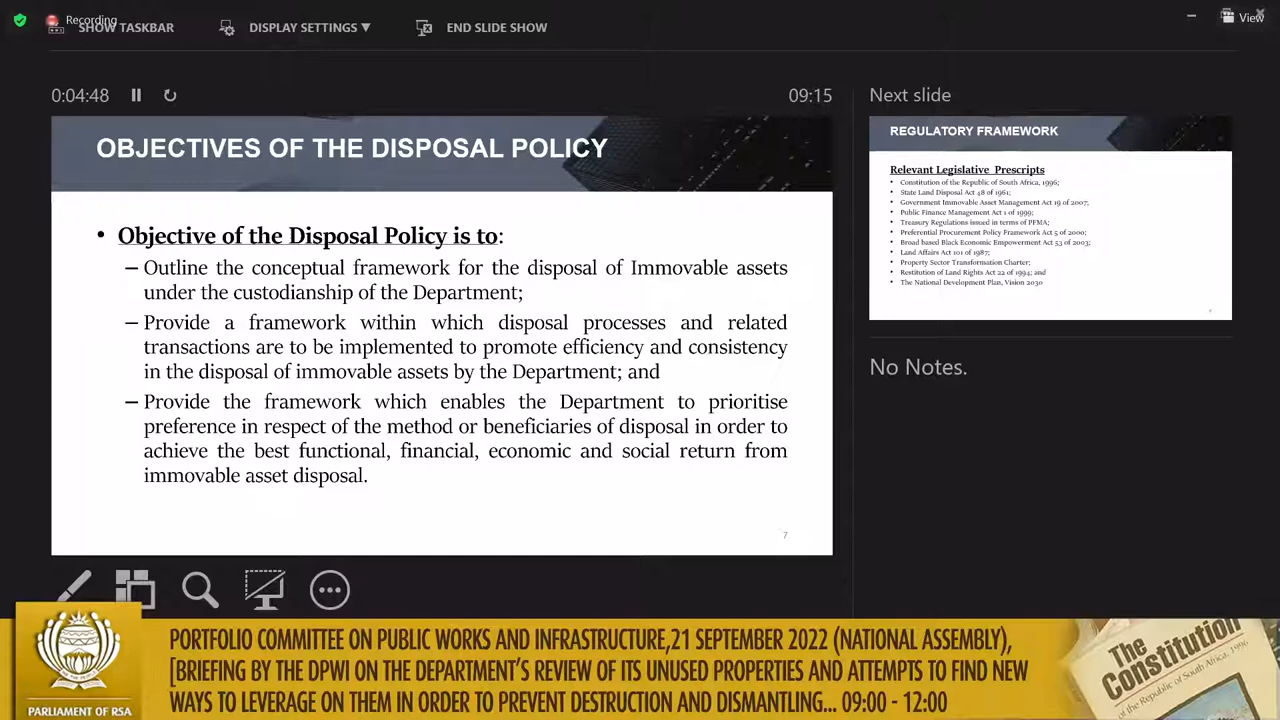 Recording
SHOW TASKBAR
DISPLAY SETTINGS ▼
END SLIDE SHOW
View
0:04:48
09:15
Next slide
OBJECTIVES OF THE DISPOSAL POLICY
• Objective of the Disposal Policy is to:
– Outline the conceptual framework for the disposal of Immovable assets
under the custodianship of the Department;
– Provide a framework within which disposal processes and related
transactions are to be implemented to promote efficiency and consistency
in the disposal of immovable assets by the Department; and
– Provide the framework which enables the Department to prioritise
preference in respect of the method or beneficiaries of disposal in order to
achieve the best functional, financial, economic and social return from
immovable asset disposal.
7
REGULATORY FRAMEWORK
Relevant Legislative Prescripts
• Constitution of the Republic of South Africa, 1996;
• State Land Disposal Act 48 of 1961;
• Government Immovable Asset Management Act 19 of 2007;
• Public Finance Management Act 1 of 1999;
• Treasury Regulations issued in terms of PFMA;
• Preferential Procurement Policy Framework Act 5 of 2000;
• Broad based Black Economic Empowerment Act 53 of 2003;
• Land Affairs Act 101 of 1987;
• Property Sector Transformation Charter;
• Restitution of Land Rights Act 22 of 1994; and
• The National Development Plan, Vision 2030
No Notes.
PORTFOLIO COMMITTEE ON PUBLIC WORKS AND INFRASTRUCTURE,21 SEPTEMBER 2022 (NATIONAL ASSEMBLY),
[BRIEFING BY THE DPWI ON THE DEPARTMENT'S REVIEW OF ITS UNUSED PROPERTIES AND ATTEMPTS TO FIND NEW
WAYS TO LEVERAGE ON THEM IN ORDER TO PREVENT DESTRUCTION AND DISMANTLING... 09:00 - 12:00
PARLIAMENT OF RSA
The
Constitution
of the Republic of South Africa, 1996